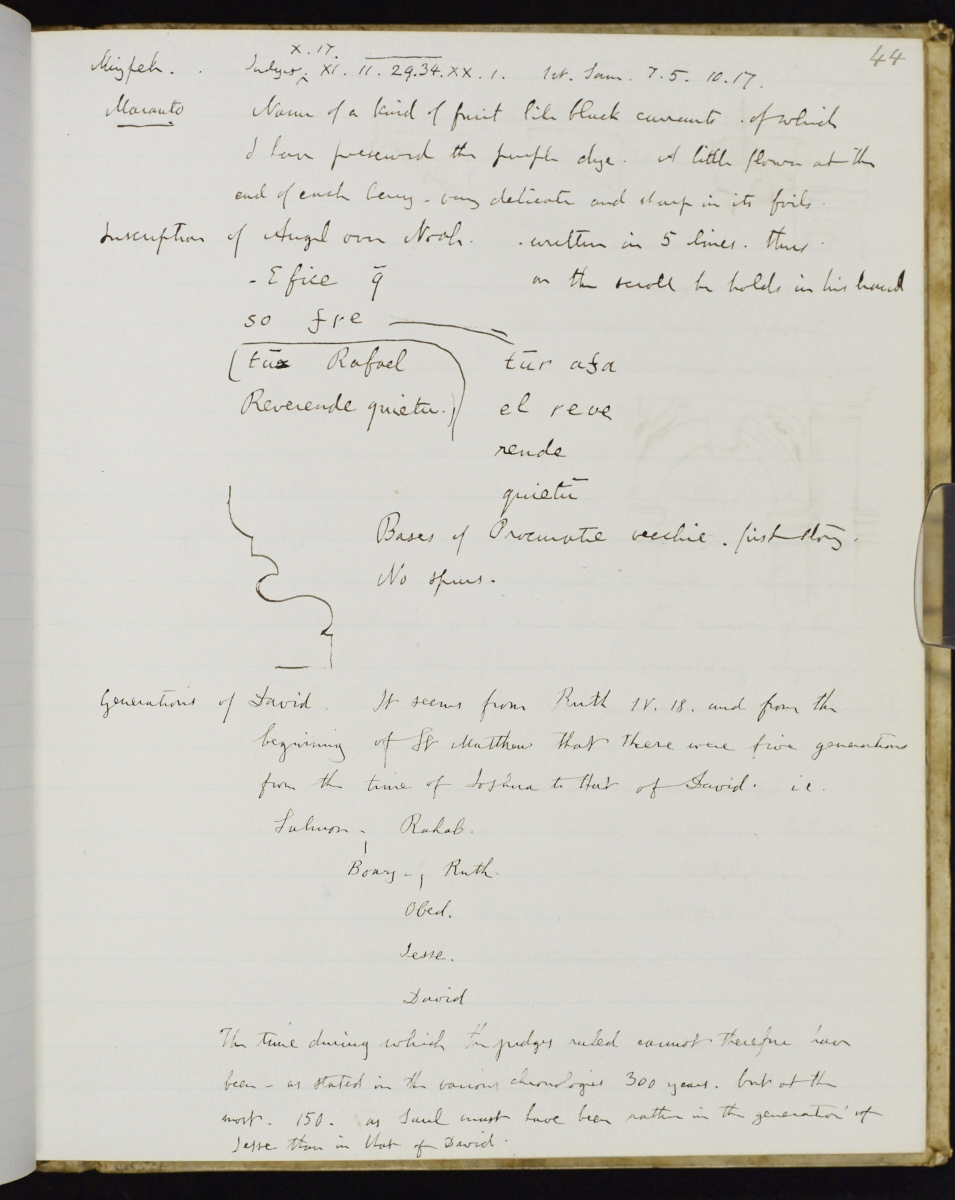 44
X. 17.
Mizpeh. . Judges ^ XI. 11. 29.34. XX. 1. 1st. Sam. 7. 5. 10. 17.
Maranto Name of a kind of fruit like black currants . of which
I have preserved the purple dye. A little flower at the
end of each berry - very delicate and sharp in its foils.
Inscription of Angel over Noah. . written in 5 lines. thus.
- Efice q̄ on the scroll he holds in his hand
so fre
(tūr Rafael tūr afa
Reverende quietu.) el reve
rende
quietū
Bases of Procuratie vecchie . first story.
No spurs.
Generations of David. It seems from Ruth IV. 18. and from the
beginning of St Matthew that there were five generations
from the time of Joshua to that of David. i.e.
Salmon - Rahab.
Boaz - Ruth.
Obed.
Jesse.
David
The time during which the judges ruled cannot therefore have
been - as stated in the various chronologies 300 years. but at the
most. 150. as Saul must have been rather in the generation of
Jesse than in that of David.